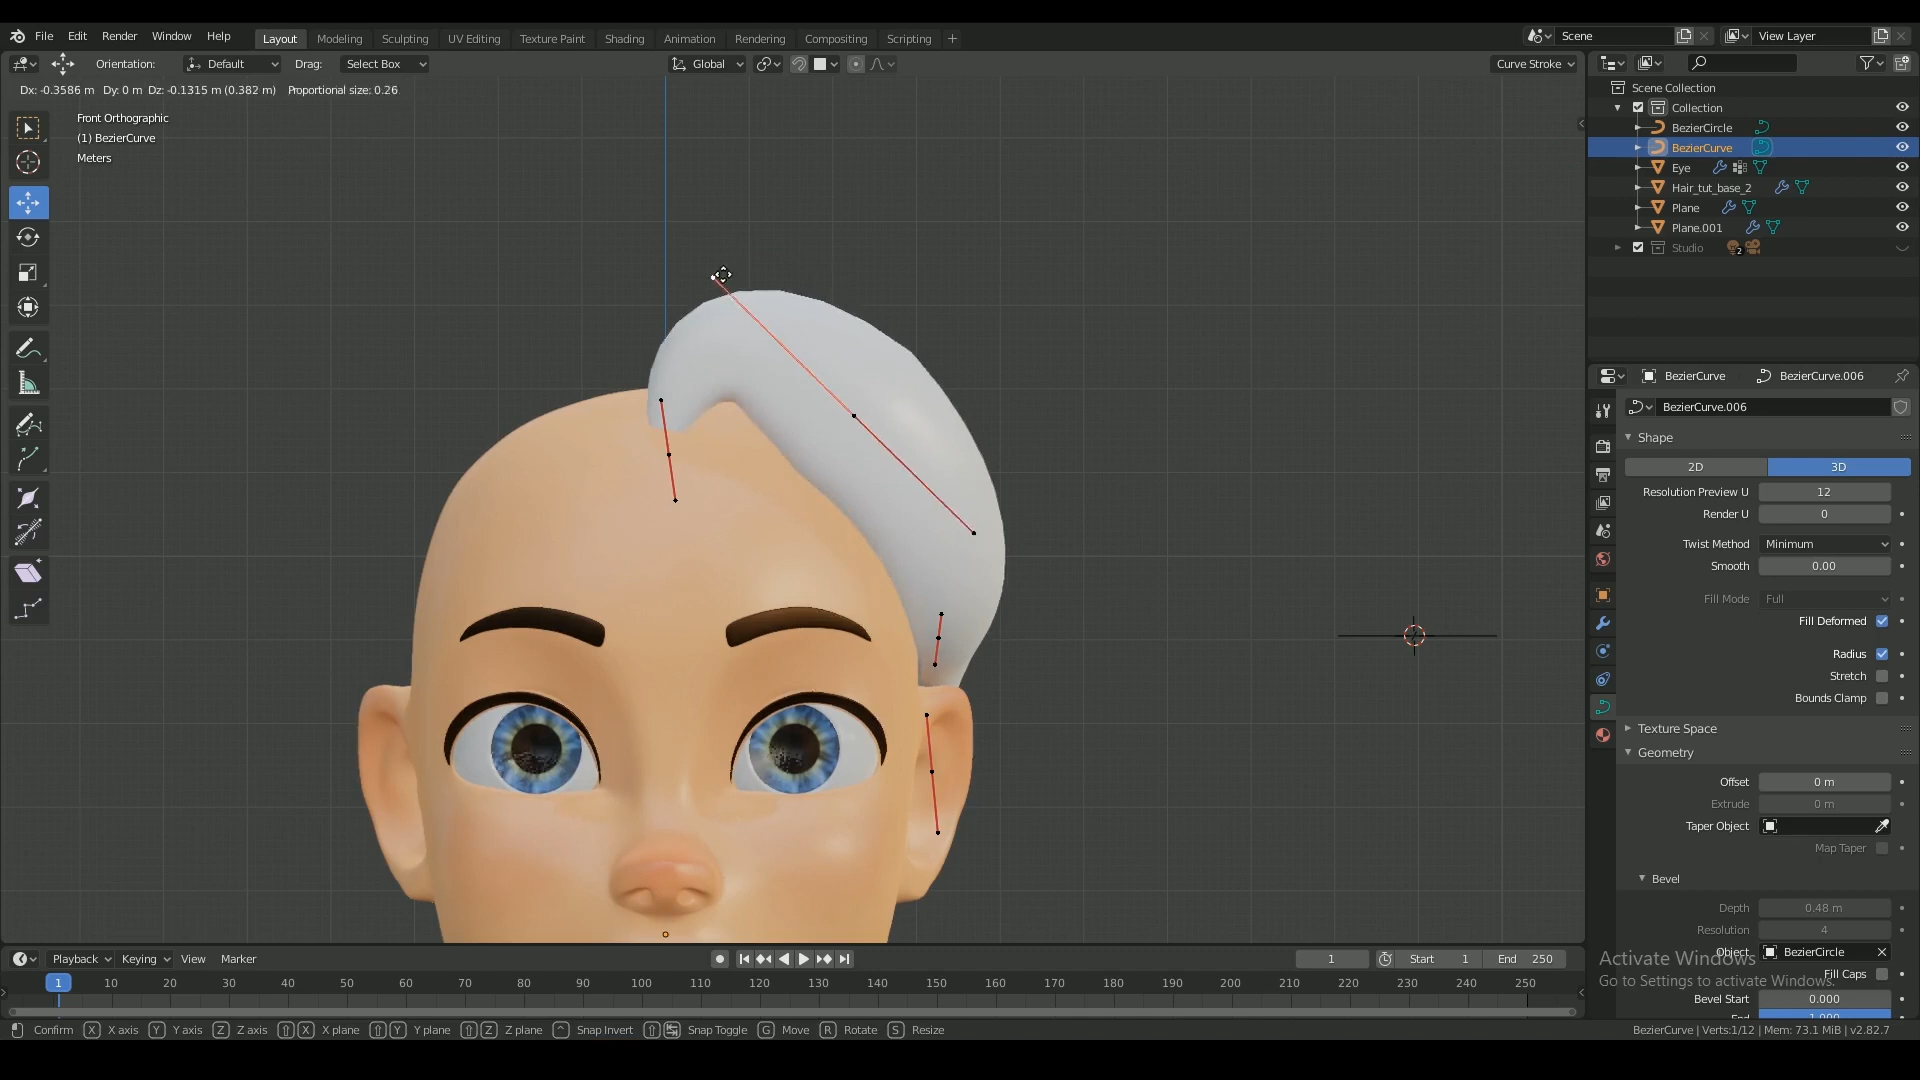 File Edit Render Window Help Layout Modeling Sculpting UV Editing Texture Paint Shading Animation Rendering Compositing Scripting Scene View Layer
Orientation: Default Drag: Select Box Global Curve Stroke
Dx: -0.3586 m Dy: 0 m Dz: -0.1315 m (0.382 m) Proportional size: 0.26
Front Orthographic
(1) BezierCurve
Meters
Scene Collection
Collection
BezierCircle
BezierCurve
Eye
Hair_tut_base_2
Plane
Plane.001
Studio 2
BezierCurve BezierCurve.006
BezierCurve.006
Shape
2D 3D
Resolution Preview U 12
Render U 0
Twist Method Minimum
Smooth 0.00
Fill Mode Full
Fill Deformed
Radius
Stretch
Bounds Clamp
Texture Space
Geometry
Offset 0 m
Extrude 0 m
Taper Object
Map Taper
Bevel
Depth 0.48 m
Resolution 4
Object BezierCircle
Fill Caps
Bevel Start 0.000
End 1.000
Activate Windows
Go to Settings to activate Windows.
Playback Keying View Marker 1 Start 1 End 250
1 10 20 30 40 50 60 70 80 90 100 110 120 130 140 150 160 170 180 190 200 210 220 230 240 250
Confirm X X axis Y Y axis Z Z axis X X plane Y Y plane Z Z plane Snap Invert Snap Toggle G Move R Rotate S Resize BezierCurve | Verts:1/12 | Mem: 73.1 MiB | v2.82.7